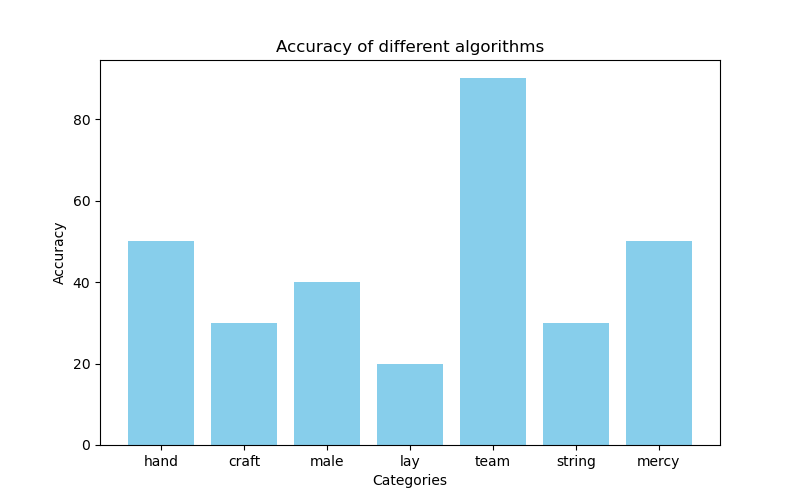 Accuracy of different algorithms
Accuracy
80
60
40
20
0
hand craft male lay team string mercy
Categories